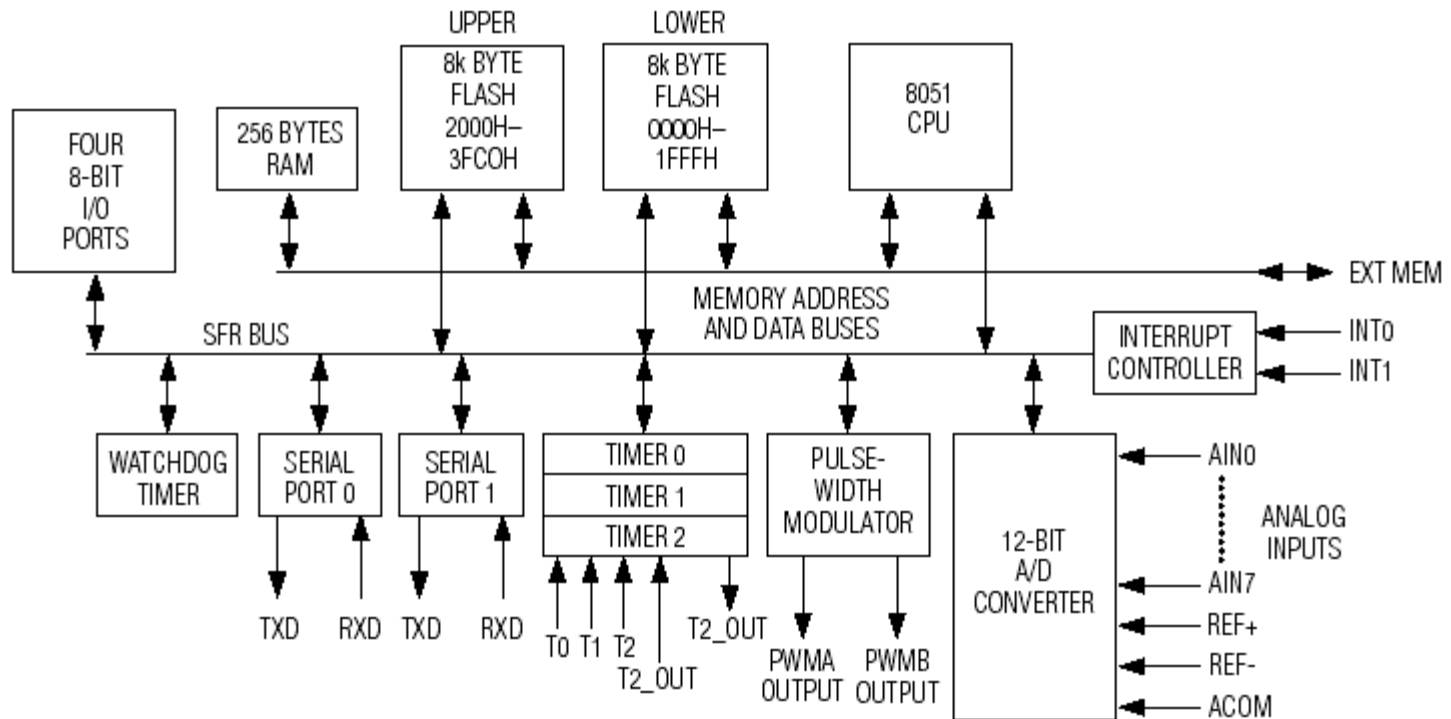 UPPER
LOWER
8k BYTE
FLASH
2000H–
3FC0H
8k BYTE
FLASH
0000H–
1FFFH
8051
CPU
FOUR
8-BIT
I/O
PORTS
256 BYTES
RAM
EXT MEM
MEMORY ADDRESS
AND DATA BUSES
SFR BUS
INTERRUPT
CONTROLLER
INT0
INT1
WATCHDOG
TIMER
SERIAL
PORT 0
SERIAL
PORT 1
TIMER 0
TIMER 1
TIMER 2
PULSE-
WIDTH
MODULATOR
12-BIT
A/D
CONVERTER
AIN0
ANALOG
INPUTS
AIN7
REF+
REF-
ACOM
TXD
RXD
TXD
RXD
T0
T1
T2
T2_OUT
T2_OUT
PWMA
OUTPUT
PWMB
OUTPUT